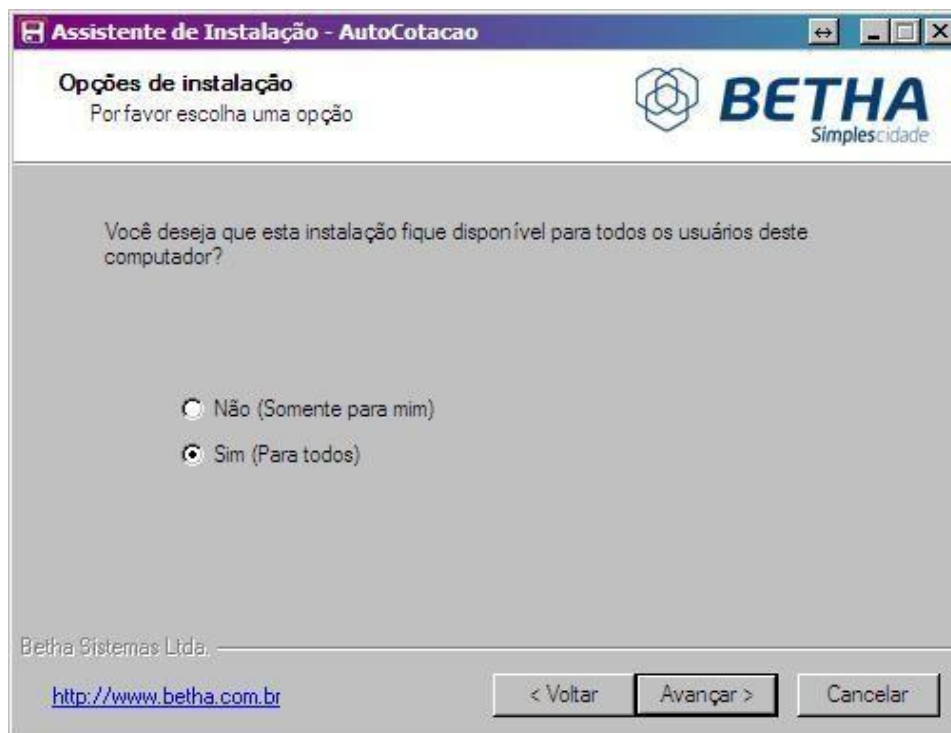 Assistente de Instalação - AutoCotacao
Opções de instalação
Por favor escolha uma opção
BETHA
Simplescidade
Você deseja que esta instalação fique disponível para todos os usuários deste
computador?
Não (Somente para mim)
Sim (Para todos)
Betha Sistemas Ltda.
http://www.betha.com.br
< Voltar
Avançar >
Cancelar